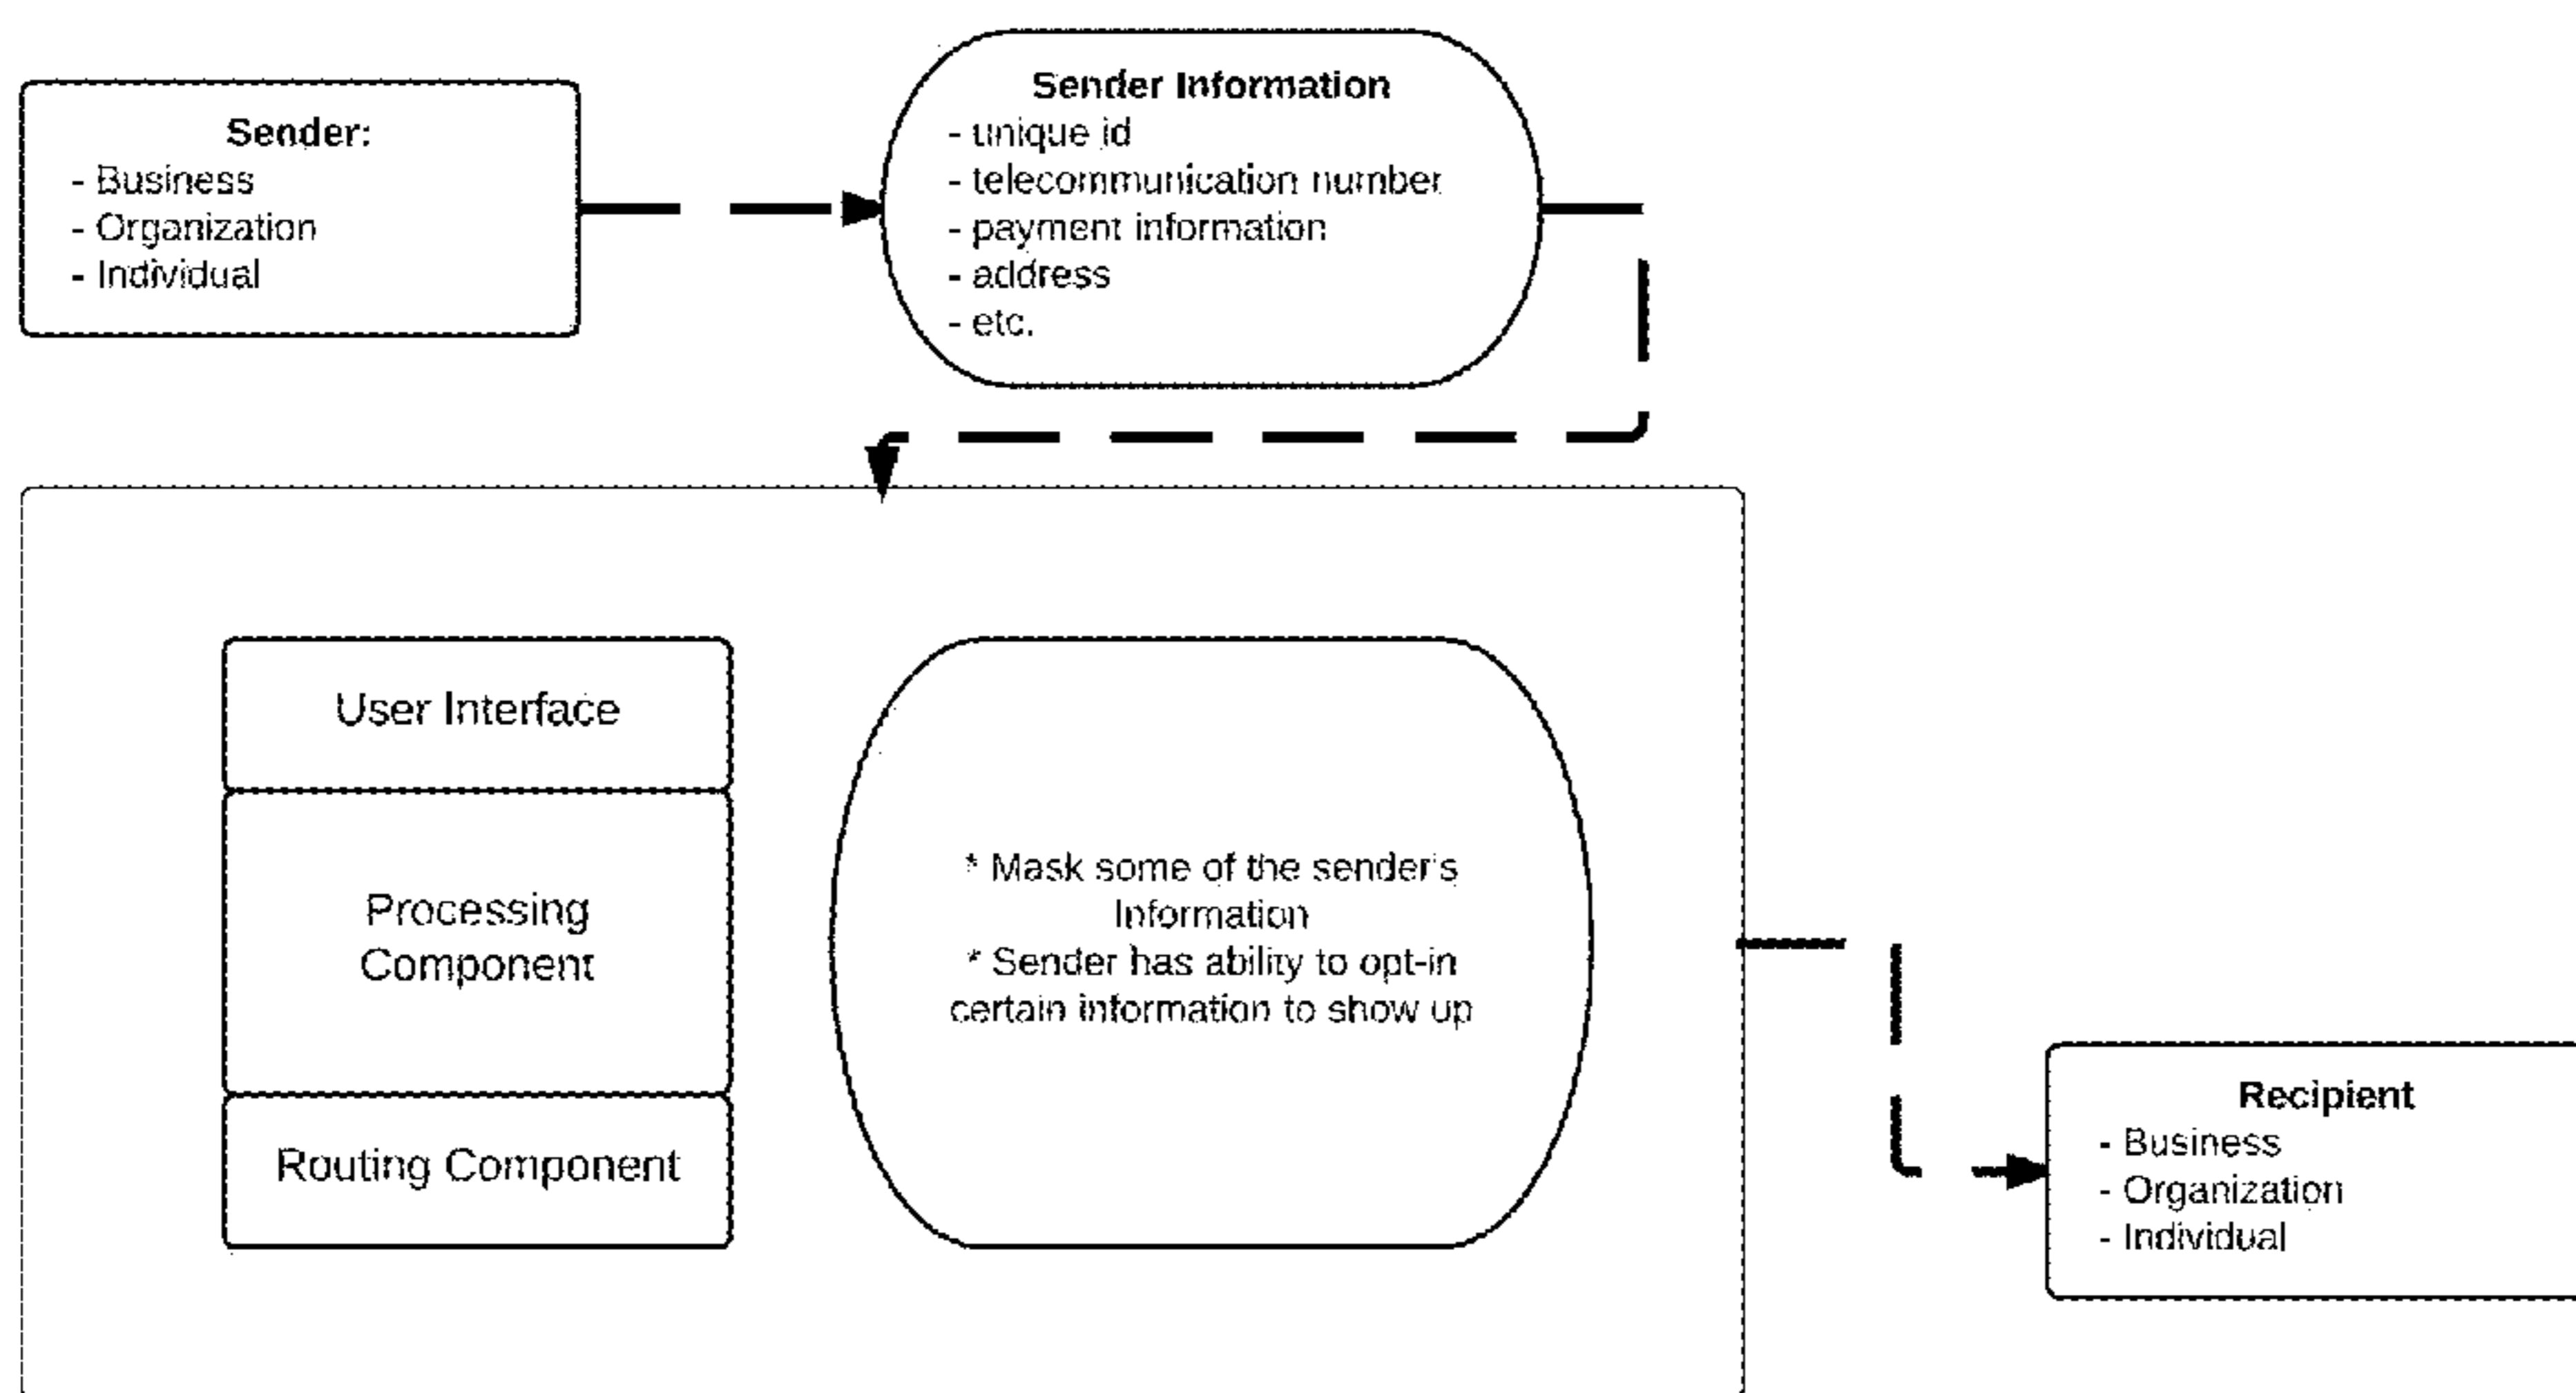 Sender:
- Business
- Organization
- Individual
Sender Information
- unique id
- telecommunication number
- payment information
- address
- etc.
User Interface
Processing
Component
Routing Component
* Mask some of the sender's
Information
* Sender has ability to opt-in
certain information to show up
Recipient
- Business
- Organization
- Individual